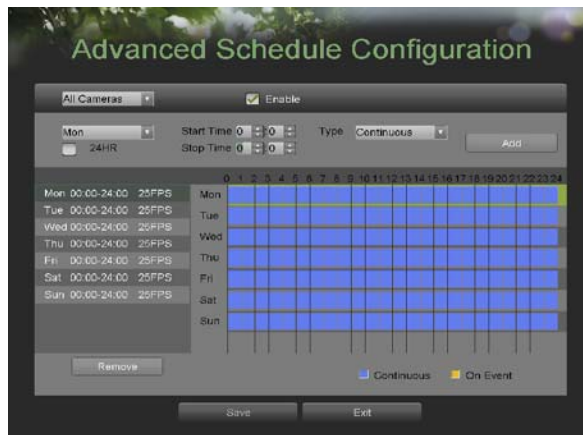 Advanced Schedule Configuration
All Cameras
Enable
Mon
Start Time 0 : 0
Type Continuous
24HR
Stop Time 0 : 0
Add
0 1 2 3 4 5 6 7 8 9 10 11 12 13 14 15 16 17 18 19 20 21 22 23 24
Mon 00:00-24:00 25FPS
Mon
Tue 00:00-24:00 25FPS
Tue
Wed 00:00-24:00 25FPS
Wed
Thu 00:00-24:00 25FPS
Thu
Fri 00:00-24:00 25FPS
Fri
Sat 00:00-24:00 25FPS
Sat
Sun 00:00-24:00 25FPS
Sun
Remove
Continuous
On Event
Save
Exit